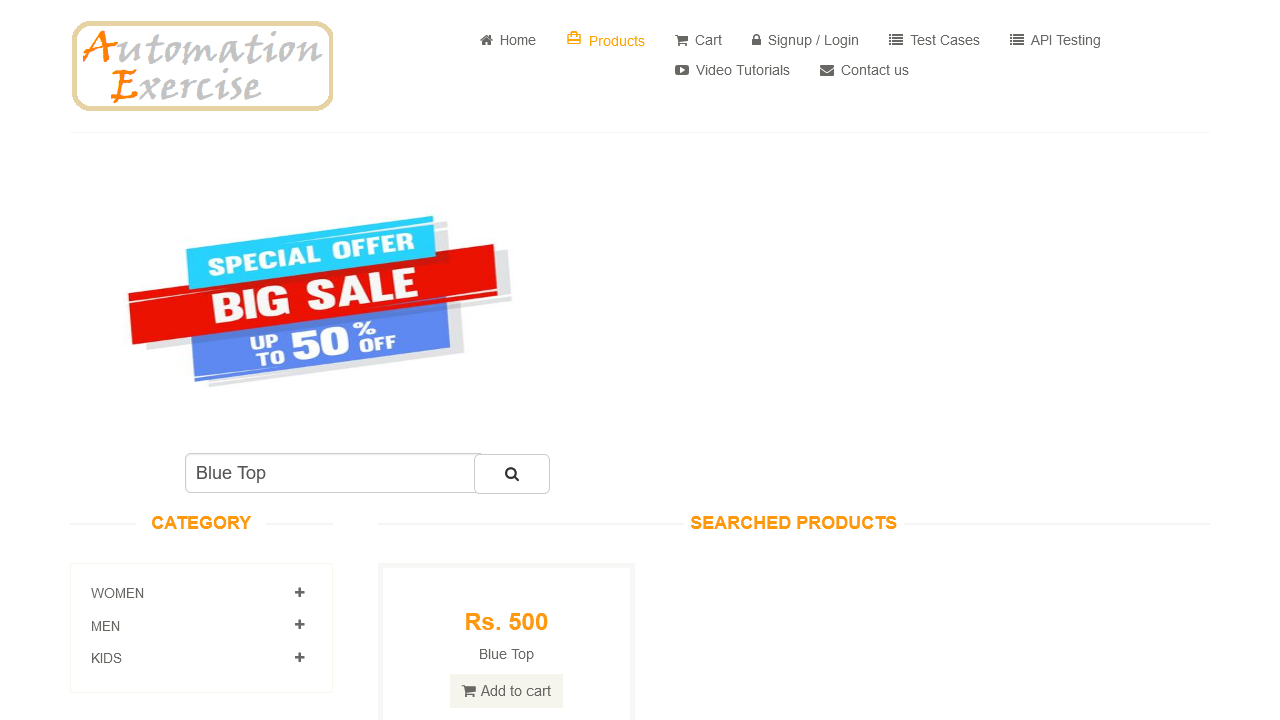 Automation
Exercise
Home
Products
Cart
Signup / Login
Test Cases
API Testing
Video Tutorials
Contact us
SPECIAL OFFER
BIG SALE
UP TO 50% OFF
Blue Top
CATEGORY
SEARCHED PRODUCTS
WOMEN
MEN
KIDS
Rs. 500
Blue Top
Add to cart